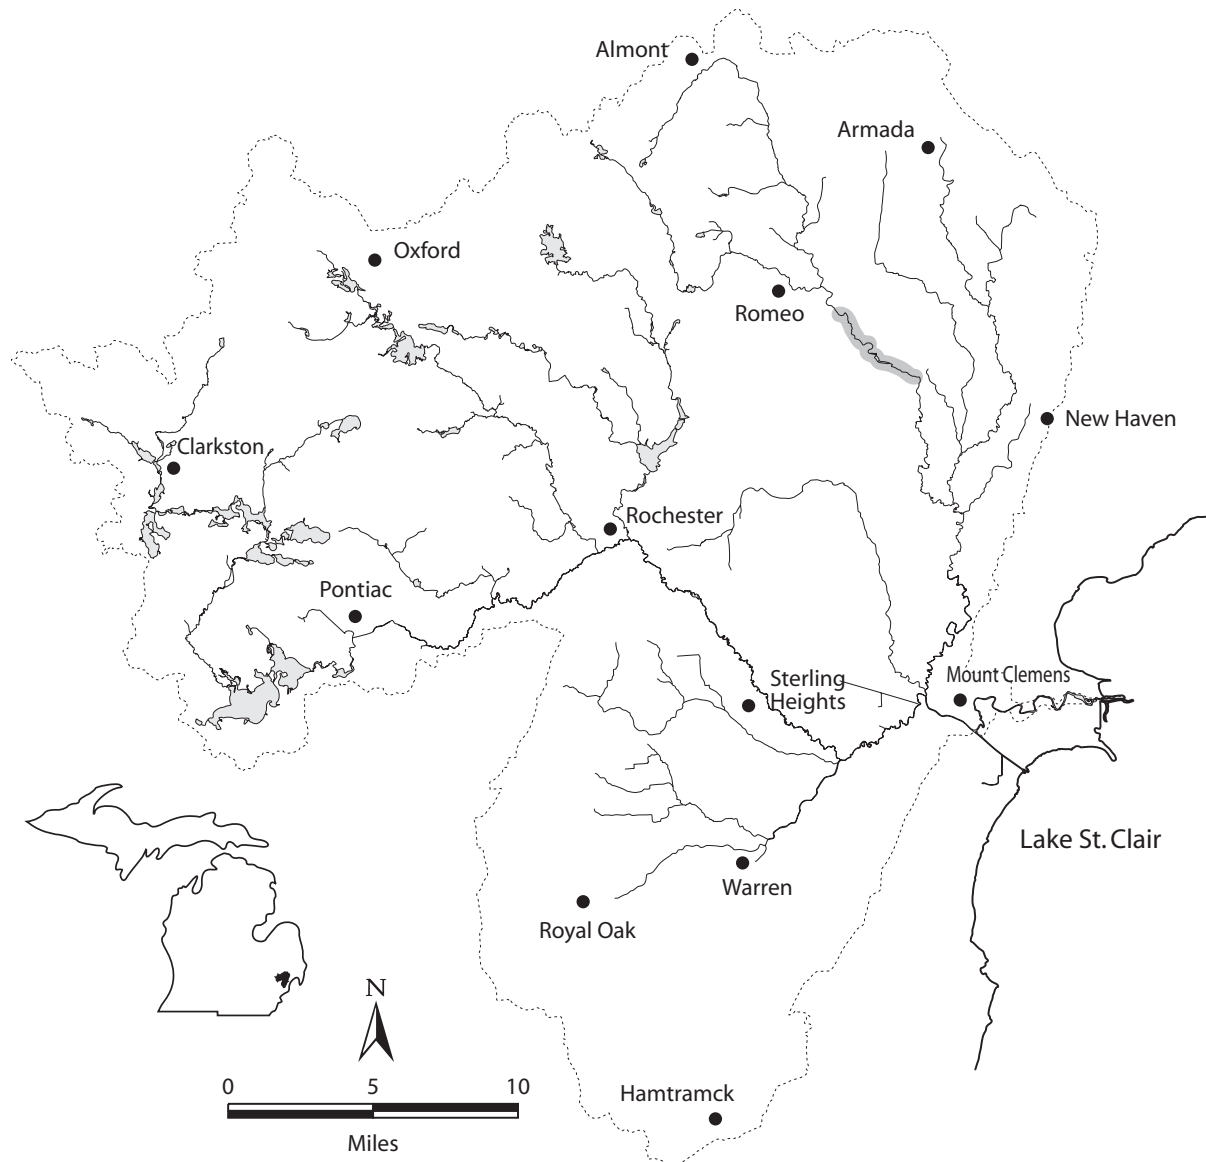 Almont
Armada
Oxford
Romeo
New Haven
Clarkston
Rochester
Pontiac
Mount Clemens
Sterling
Heights
Lake St. Clair
Warren
Royal Oak
N
0 5 10
Miles
Hamtramck